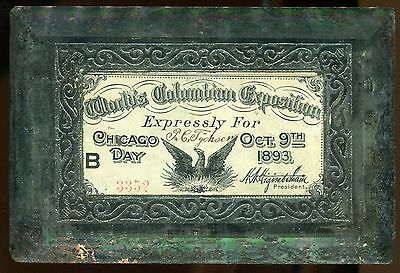 World's Columbian Exposition
Expressly For
CHICAGO DAY
OCT. 9TH 1893.
B
3352
President.